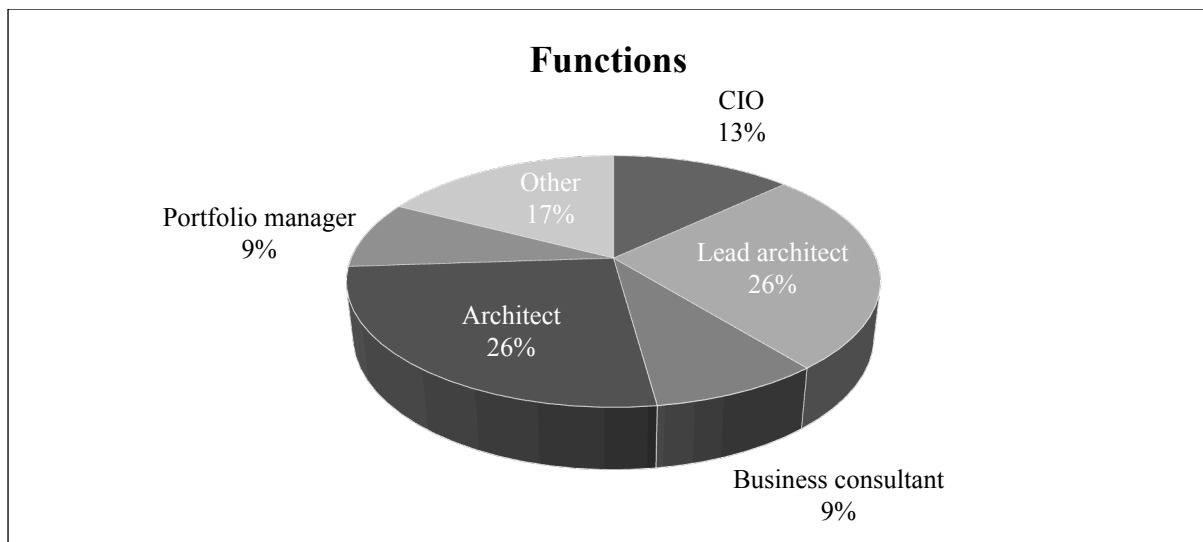 Functions
CIO
13%
Other
17%
Portfolio manager
9%
Lead architect
26%
Architect
26%
Business consultant
9%